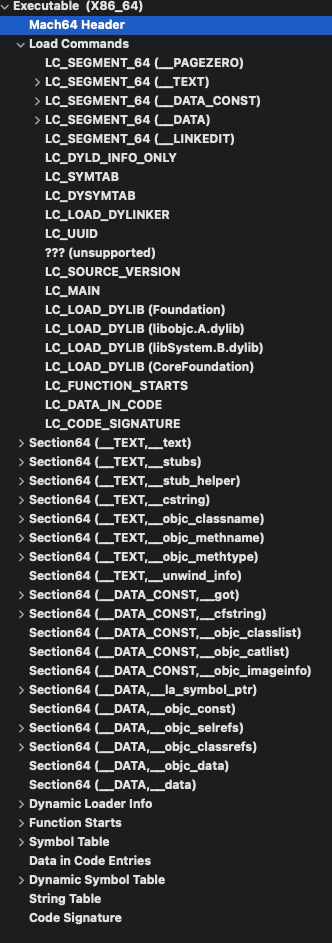 Executable (X86_64)
Mach64 Header
Load Commands
LC_SEGMENT_64 (__PAGEZERO)
LC_SEGMENT_64 (__TEXT)
LC_SEGMENT_64 (__DATA_CONST)
LC_SEGMENT_64 (__DATA)
LC_SEGMENT_64 (__LINKEDIT)
LC_DYLD_INFO_ONLY
LC_SYMTAB
LC_DYSYMTAB
LC_LOAD_DYLINKER
LC_UUID
??? (unsupported)
LC_SOURCE_VERSION
LC_MAIN
LC_LOAD_DYLIB (Foundation)
LC_LOAD_DYLIB (libobjc.A.dylib)
LC_LOAD_DYLIB (libSystem.B.dylib)
LC_LOAD_DYLIB (CoreFoundation)
LC_FUNCTION_STARTS
LC_DATA_IN_CODE
LC_CODE_SIGNATURE
Section64 (__TEXT,__text)
Section64 (__TEXT,__stubs)
Section64 (__TEXT,__stub_helper)
Section64 (__TEXT,__cstring)
Section64 (__TEXT,__objc_classname)
Section64 (__TEXT,__objc_methname)
Section64 (__TEXT,__objc_methtype)
Section64 (__TEXT,__unwind_info)
Section64 (__DATA_CONST,__got)
Section64 (__DATA_CONST,__cfstring)
Section64 (__DATA_CONST,__objc_classlist)
Section64 (__DATA_CONST,__objc_catlist)
Section64 (__DATA_CONST,__objc_imageinfo)
Section64 (__DATA,__la_symbol_ptr)
Section64 (__DATA,__objc_const)
Section64 (__DATA,__objc_selrefs)
Section64 (__DATA,__objc_classrefs)
Section64 (__DATA,__objc_data)
Section64 (__DATA,__data)
Dynamic Loader Info
Function Starts
Symbol Table
Data in Code Entries
Dynamic Symbol Table
String Table
Code Signature